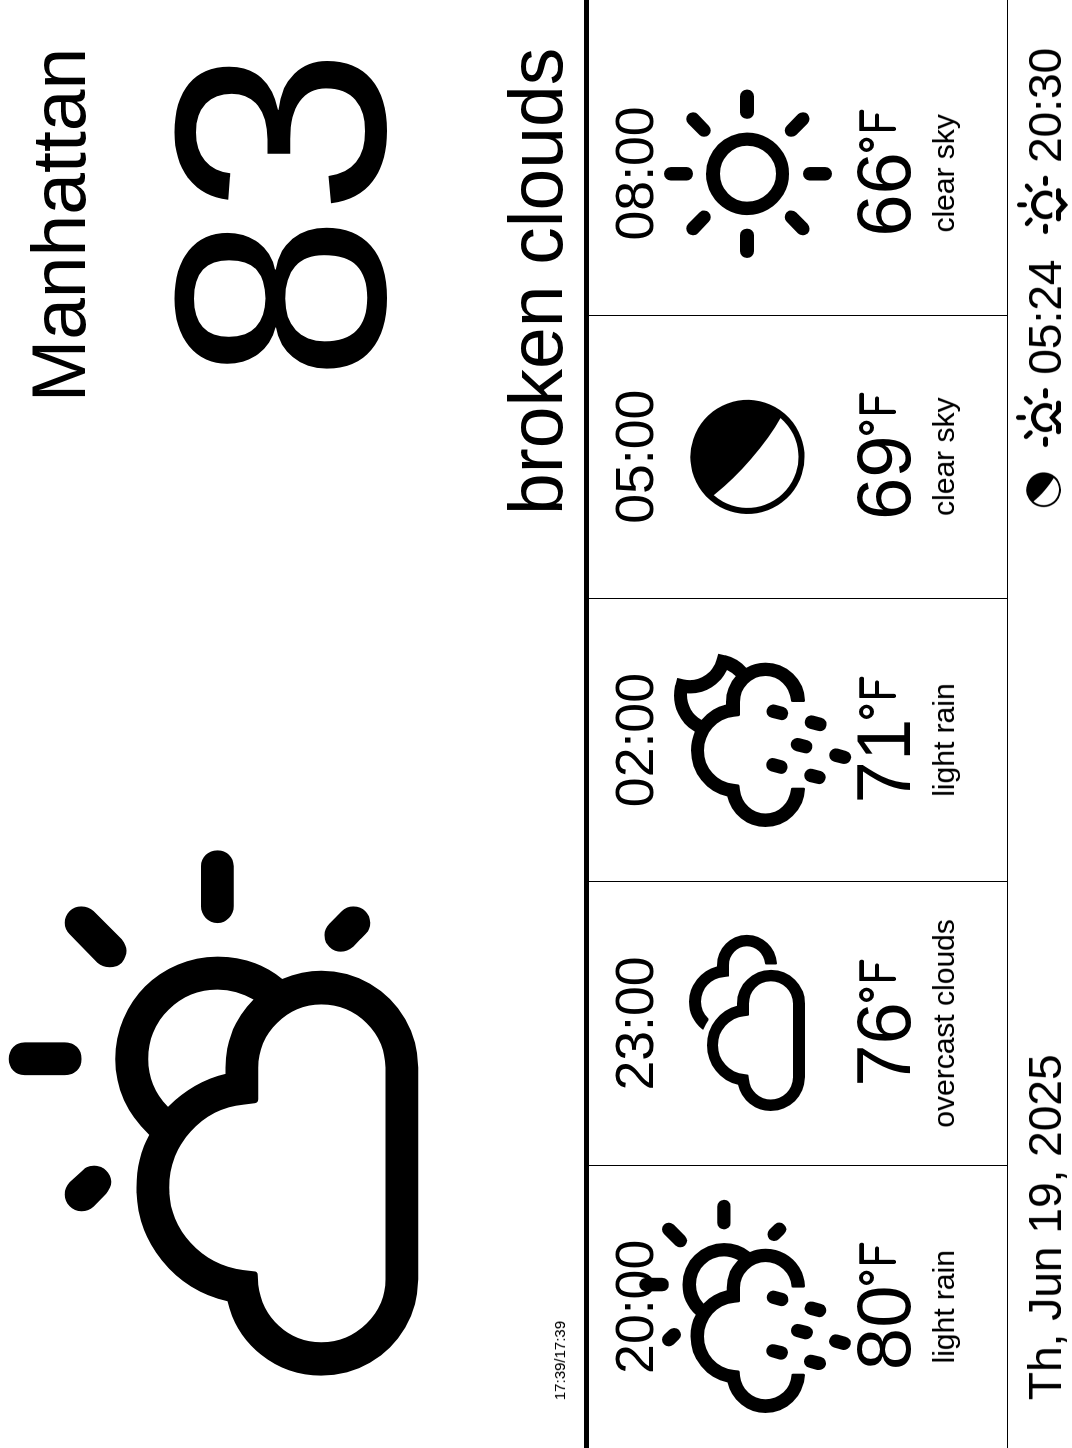 Manhattan
83
broken clouds
17:39/17:39
20:00 23:00 02:00 05:00 08:00
80°F 76°F 71°F 69°F 66°F
light rain overcast clouds light rain clear sky clear sky
Th, Jun 19, 2025 05:24 20:30